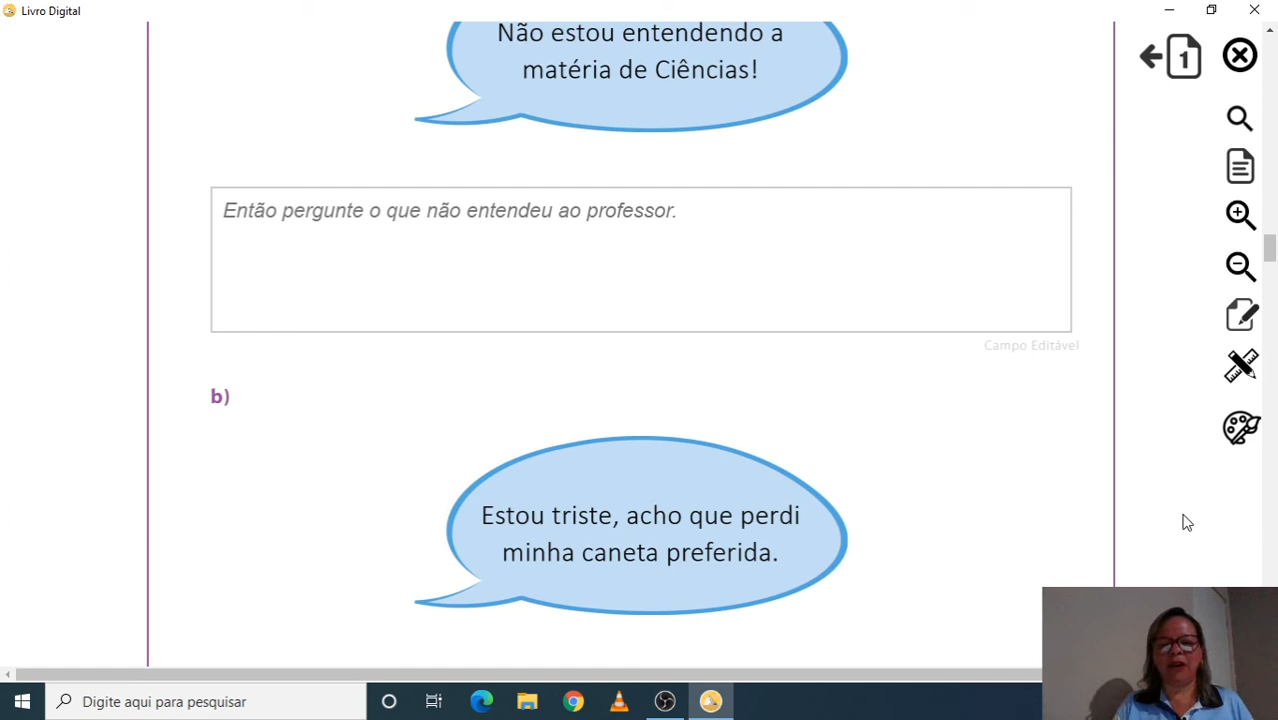 Livro Digital
Não estou entendendo a
matéria de Ciências!
1
Então pergunte o que não entendeu ao professor.
Campo Editável
b)
Estou triste, acho que perdi
minha caneta preferida.
Digite aqui para pesquisar